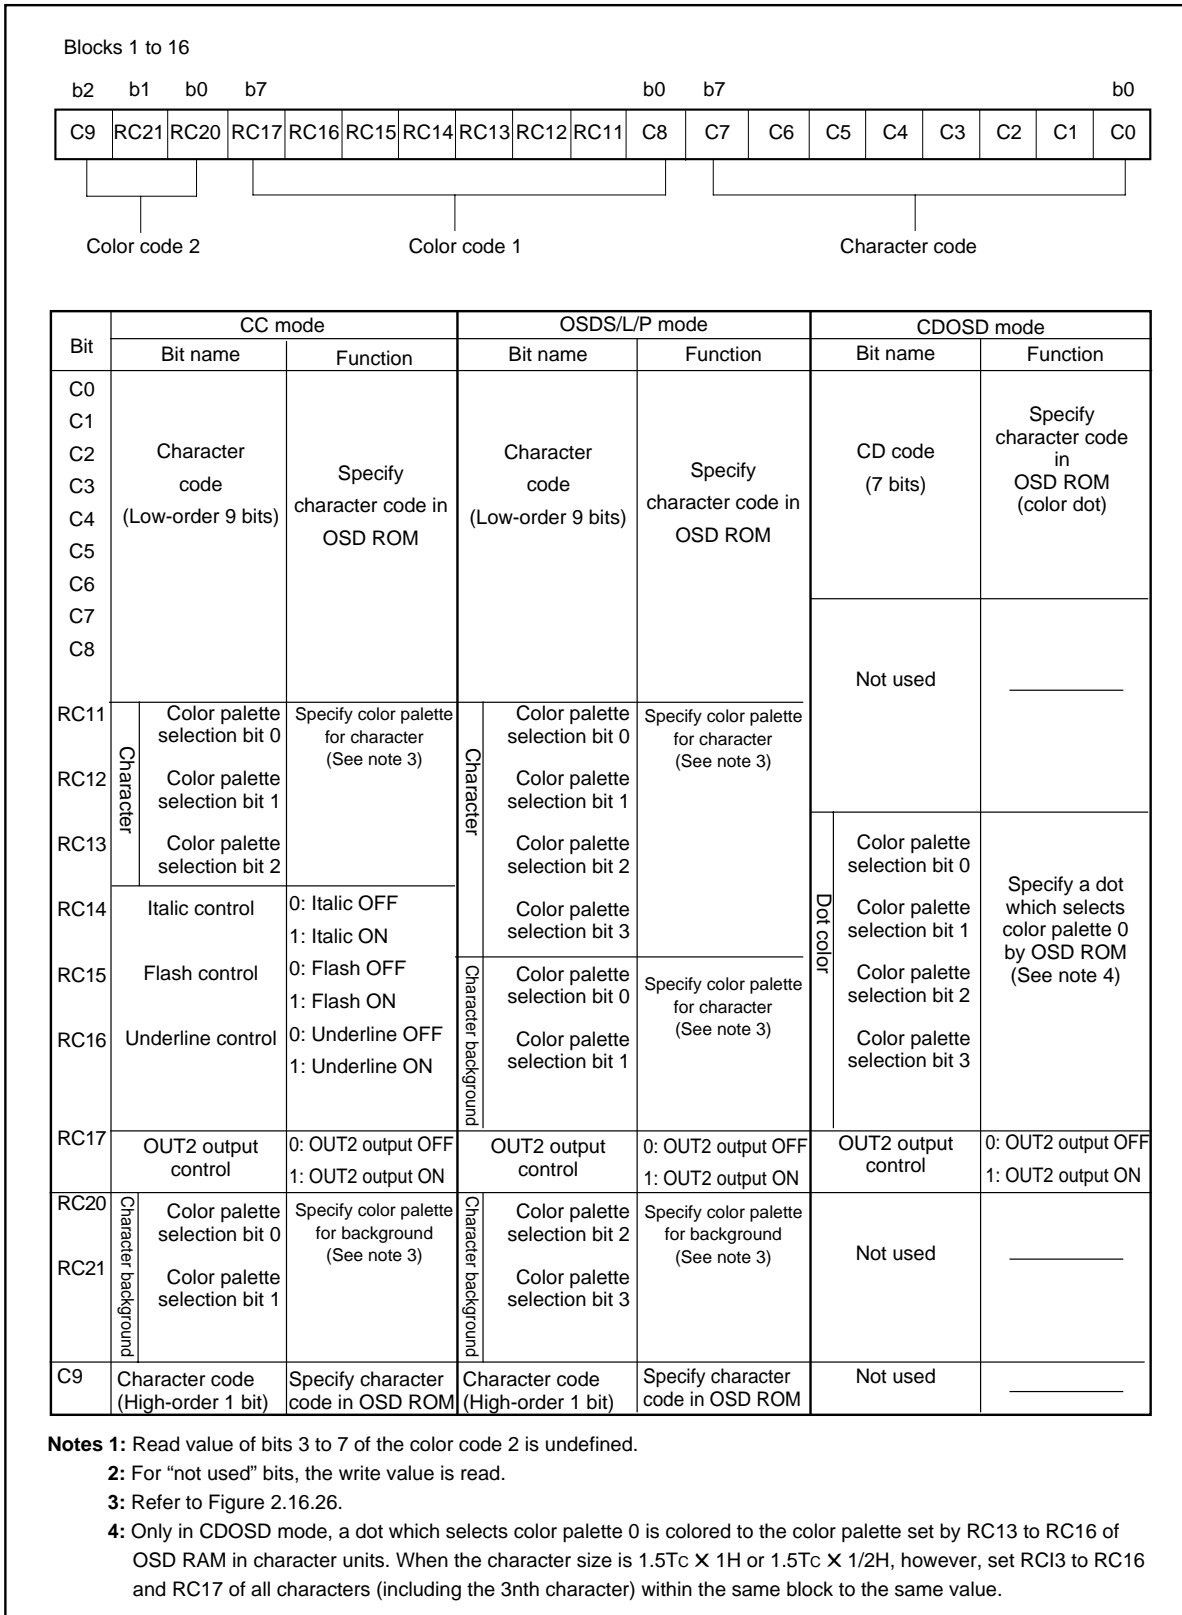 Blocks 1 to 16
b2 b1 b0 b7 b0 b7 b0
C9 RC21 RC20 RC17 RC16 RC15 RC14 RC13 RC12 RC11 C8 C7 C6 C5 C4 C3 C2 C1 C0
Color code 2 Color code 1 Character code
Bit CC mode OSDS/L/P mode CDOSD mode
Bit name Function Bit name Function Bit name Function
C0
C1
C2
C3
C4
C5
C6
C7
C8
Character
code
(Low-order 9 bits)
Specify
character code in
OSD ROM
Character
code
(Low-order 9 bits)
Specify
character code in
OSD ROM
CD code
(7 bits)
Specify
character code
in
OSD ROM
(color dot)
Not used
RC11
RC12
RC13
Character
Color palette
selection bit 0
Color palette
selection bit 1
Color palette
selection bit 2
Specify color palette
for character
(See note 3)
Character
Color palette
selection bit 0
Color palette
selection bit 1
Color palette
selection bit 2
Color palette
selection bit 3
Specify color palette
for character
(See note 3)
RC14
Italic control
0: Italic OFF
1: Italic ON
RC15
Flash control
0: Flash OFF
1: Flash ON
RC16
Underline control
0: Underline OFF
1: Underline ON
Character background
Color palette
selection bit 0
Color palette
selection bit 1
Specify color palette
for character
(See note 3)
Dot color
Color palette
selection bit 0
Color palette
selection bit 1
Color palette
selection bit 2
Color palette
selection bit 3
Specify a dot
which selects
color palette 0
by OSD ROM
(See note 4)
RC17
OUT2 output
control
0: OUT2 output OFF
1: OUT2 output ON
OUT2 output
control
0: OUT2 output OFF
1: OUT2 output ON
OUT2 output
control
0: OUT2 output OFF
1: OUT2 output ON
RC20
RC21
Character background
Color palette
selection bit 0
Color palette
selection bit 1
Specify color palette
for background
(See note 3)
Character background
Color palette
selection bit 2
Color palette
selection bit 3
Specify color palette
for background
(See note 3)
Not used
C9
Character code
(High-order 1 bit)
Specify character
code in OSD ROM
Character code
(High-order 1 bit)
Specify character
code in OSD ROM
Not used
Notes 1: Read value of bits 3 to 7 of the color code 2 is undefined.
2: For “not used” bits, the write value is read.
3: Refer to Figure 2.16.26.
4: Only in CDOSD mode, a dot which selects color palette 0 is colored to the color palette set by RC13 to RC16 of
OSD RAM in character units. When the character size is 1.5TC ✕ 1H or 1.5TC ✕ 1/2H, however, set RCI3 to RC16
and RC17 of all characters (including the 3nth character) within the same block to the same value.